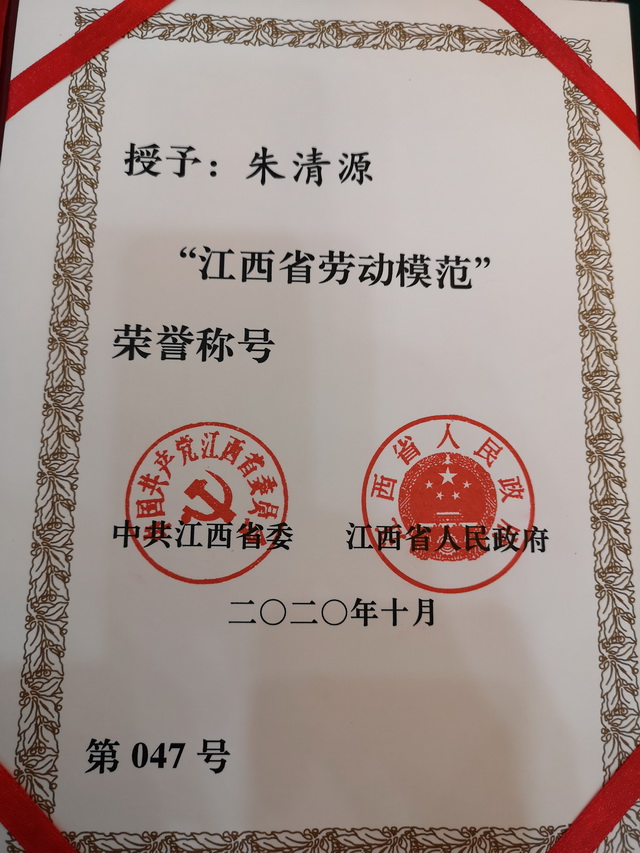 授予：朱清源
“江西省劳动模范”
荣誉称号
中国共产党江西省委员会
江西省人民政府
中共江西省委 江西省人民政府
二〇二〇年十月
第 047 号